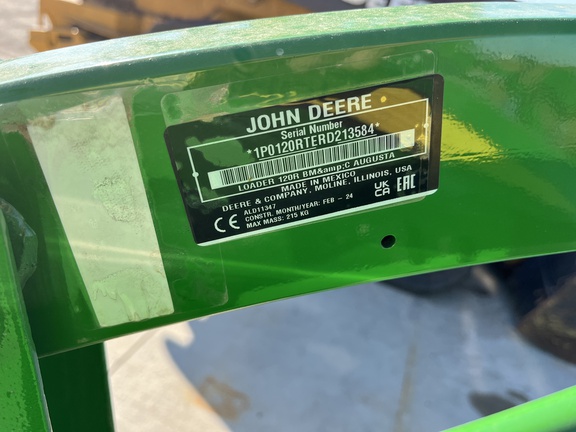 JOHN DEERE
Serial Number
*1P0120RTERD213584*
LOADER 120R BM&amp;C AUGUSTA
MADE IN MEXICO
DEERE & COMPANY, MOLINE, ILLINOIS, USA
ALD11347
CONSTR. MONTH/YEAR: FEB - 24
MAX MASS: 215 KG
CE
UK
CA
EAC